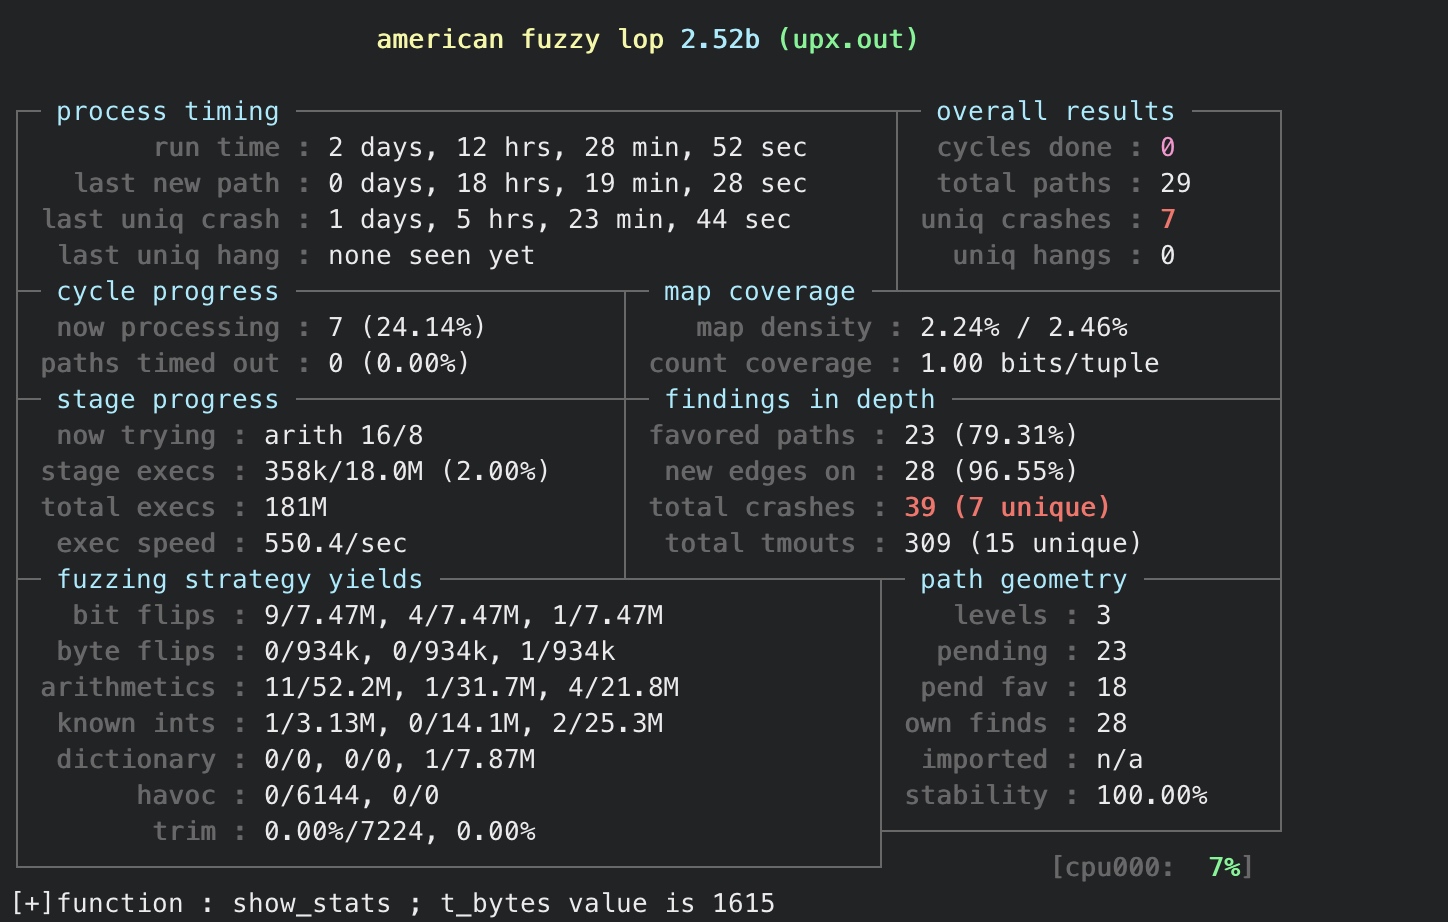 american fuzzy lop 2.52b (upx.out)
process timing overall results
run time : 2 days, 12 hrs, 28 min, 52 sec cycles done : 0
last new path : 0 days, 18 hrs, 19 min, 28 sec total paths : 29
last uniq crash : 1 days, 5 hrs, 23 min, 44 sec uniq crashes : 7
last uniq hang : none seen yet uniq hangs : 0
cycle progress map coverage
now processing : 7 (24.14%) map density : 2.24% / 2.46%
paths timed out : 0 (0.00%) count coverage : 1.00 bits/tuple
stage progress findings in depth
now trying : arith 16/8 favored paths : 23 (79.31%)
stage execs : 358k/18.0M (2.00%) new edges on : 28 (96.55%)
total execs : 181M total crashes : 39 (7 unique)
exec speed : 550.4/sec total tmouts : 309 (15 unique)
fuzzing strategy yields path geometry
bit flips : 9/7.47M, 4/7.47M, 1/7.47M levels : 3
byte flips : 0/934k, 0/934k, 1/934k pending : 23
arithmetics : 11/52.2M, 1/31.7M, 4/21.8M pend fav : 18
known ints : 1/3.13M, 0/14.1M, 2/25.3M own finds : 28
dictionary : 0/0, 0/0, 1/7.87M imported : n/a
havoc : 0/6144, 0/0 stability : 100.00%
trim : 0.00%/7224, 0.00%
[cpu000: 7%]
[+]function : show_stats ; t_bytes value is 1615